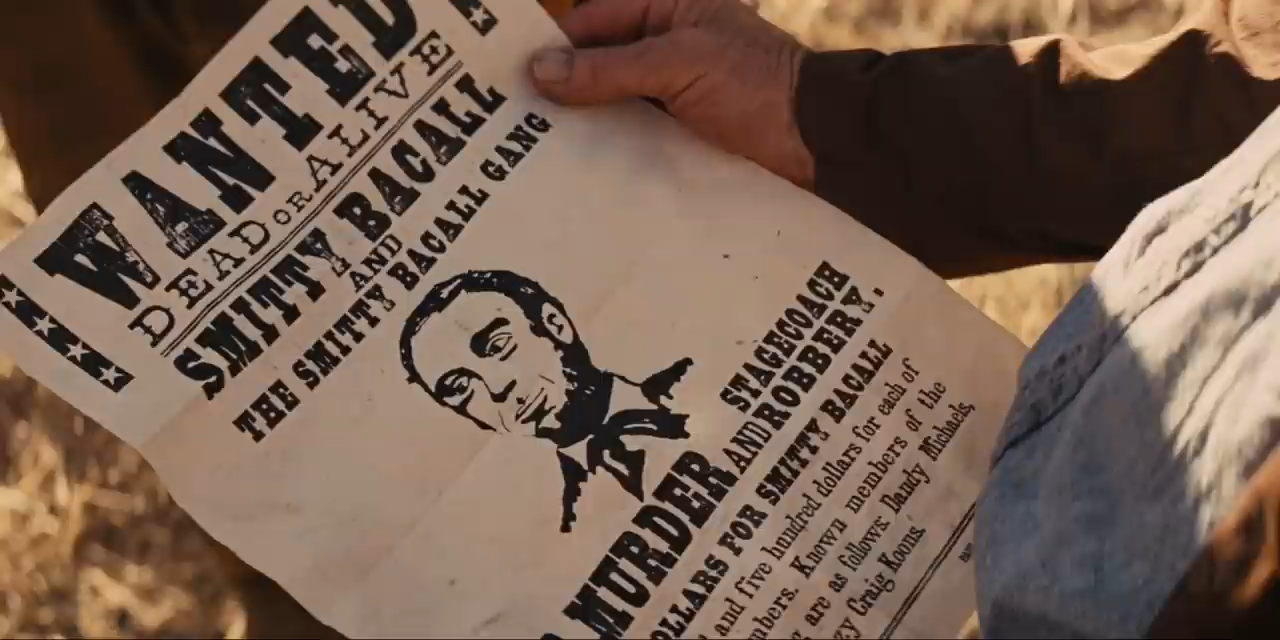 WANTED
DEAD OR ALIVE
SMITTY BACALL
AND
THE SMITTY BACALL GANG
MURDER AND STAGECOACH ROBBERY.
DOLLARS FOR SMITTY BACALL
and five hundred dollars for each of
Known members of the
are as follows: Dandy Michaels,
Craig Koons.